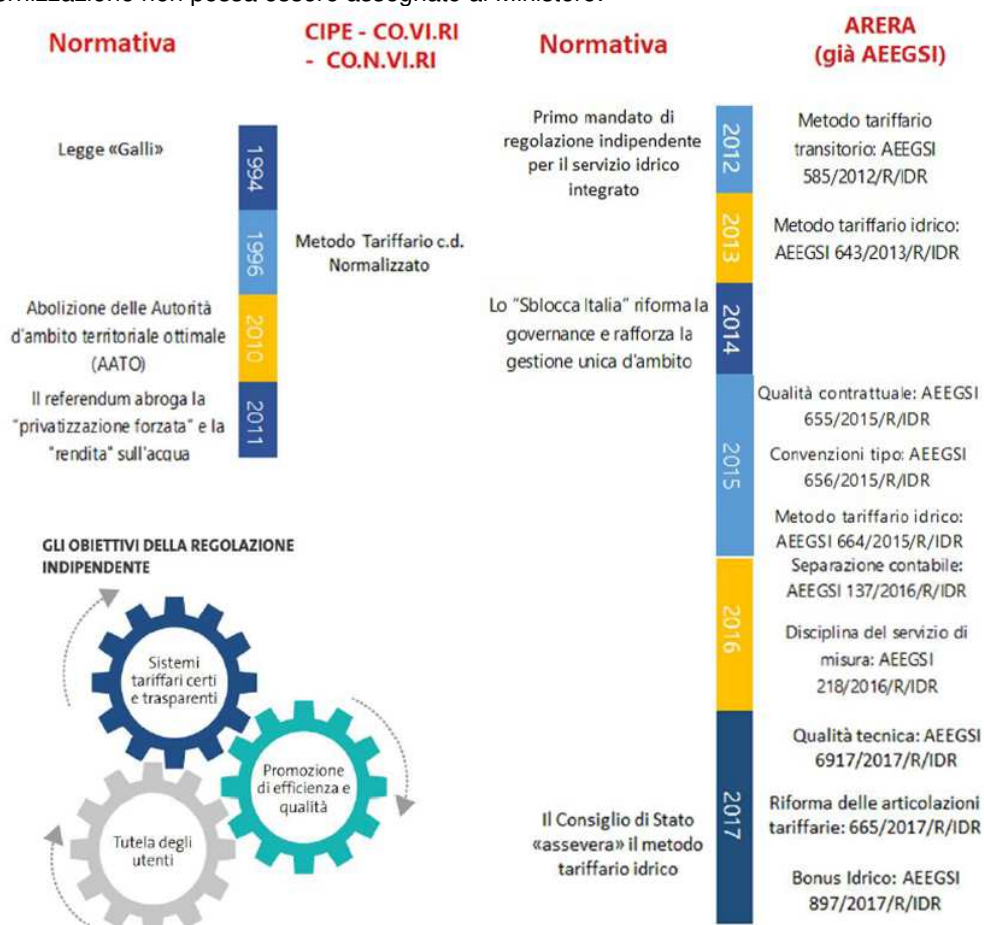 ernizzazione non possa essere assegnato al Ministero.
Normativa
CIPE - CO.VI.RI
- CO.N.VI.RI
Legge «Galli»
1994
1996
Metodo Tariffario c.d.
Normalizzato
Abolizione delle Autorità
d'ambito territoriale ottimale
(AATO)
2010
Il referendum abroga la
"privatizzazione forzata" e la
"rendita" sull'acqua
2011
GLI OBIETTIVI DELLA REGOLAZIONE
INDIPENDENTE
Sistemi
tariffari certi
e trasparenti
Promozione
di efficienza e
qualità
Tutela degli
utenti
Normativa
ARERA
(già AEEGSI)
Primo mandato di
regolazione indipendente
per il servizio idrico
integrato
2012
Metodo tariffario
transitorio: AEEGSI
585/2012/R/IDR
2013
Metodo tariffario idrico:
AEEGSI 643/2013/R/IDR
Lo "Sblocca Italia" riforma la
governance e rafforza la
gestione unica d'ambito
2014
2015
Qualità contrattuale: AEEGSI
655/2015/R/IDR
Convenzioni tipo: AEEGSI
656/2015/R/IDR
Metodo tariffario idrico:
AEEGSI 664/2015/R/IDR
2016
Separazione contabile:
AEEGSI 137/2016/R/IDR
Disciplina del servizio di
misura: AEEGSI
218/2016/R/IDR
Il Consiglio di Stato
«assevera» il metodo
tariffario idrico
2017
Qualità tecnica: AEEGSI
6917/2017/R/IDR
Riforma delle articolazioni
tariffarie: 665/2017/R/IDR
Bonus Idrico: AEEGSI
897/2017/R/IDR